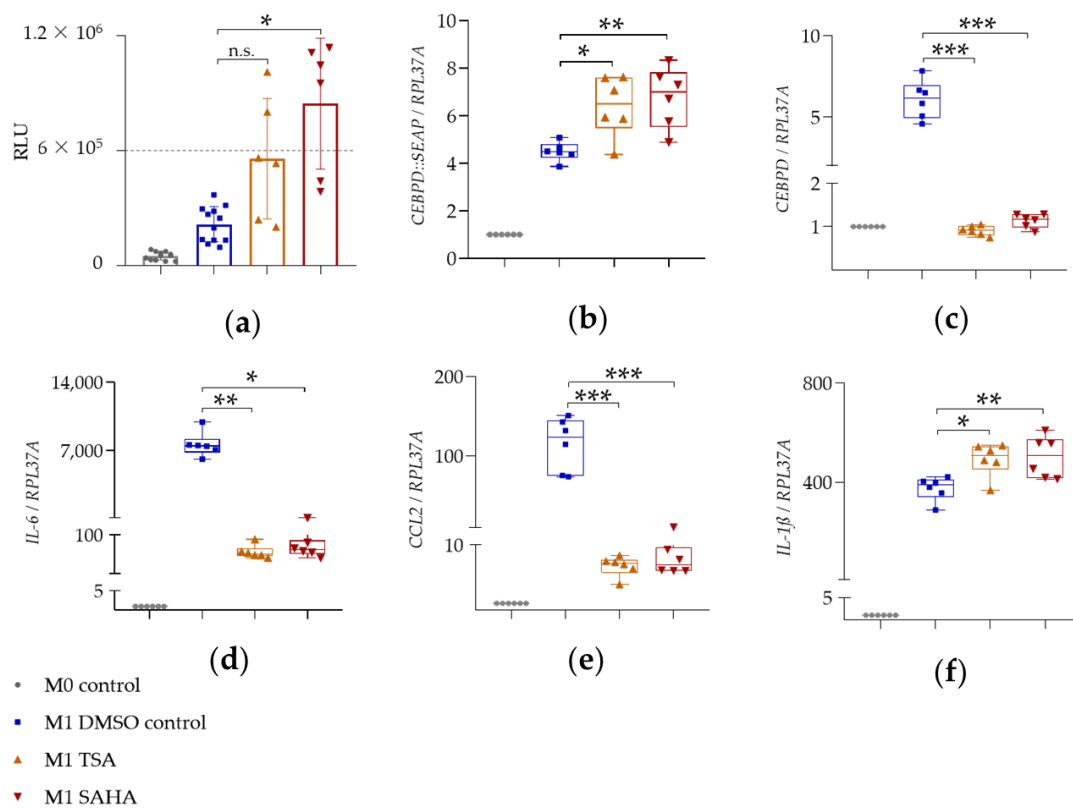 *
n.s.
1.2 × 10⁶
6 × 10⁵
0
RLU
(a)
**
*
10
8
6
4
2
0
CEBPD::SEAP / RPL37A
(b)
***
***
10
5
2
1
CEBPD / RPL37A
(c)
*
**
14,000
7,000
100
5
IL-6 / RPL37A
(d)
***
***
200
100
10
CCL2 / RPL37A
(e)
**
*
800
400
5
IL-1ß / RPL37A
(f)
M0 control
M1 DMSO control
M1 TSA
M1 SAHA